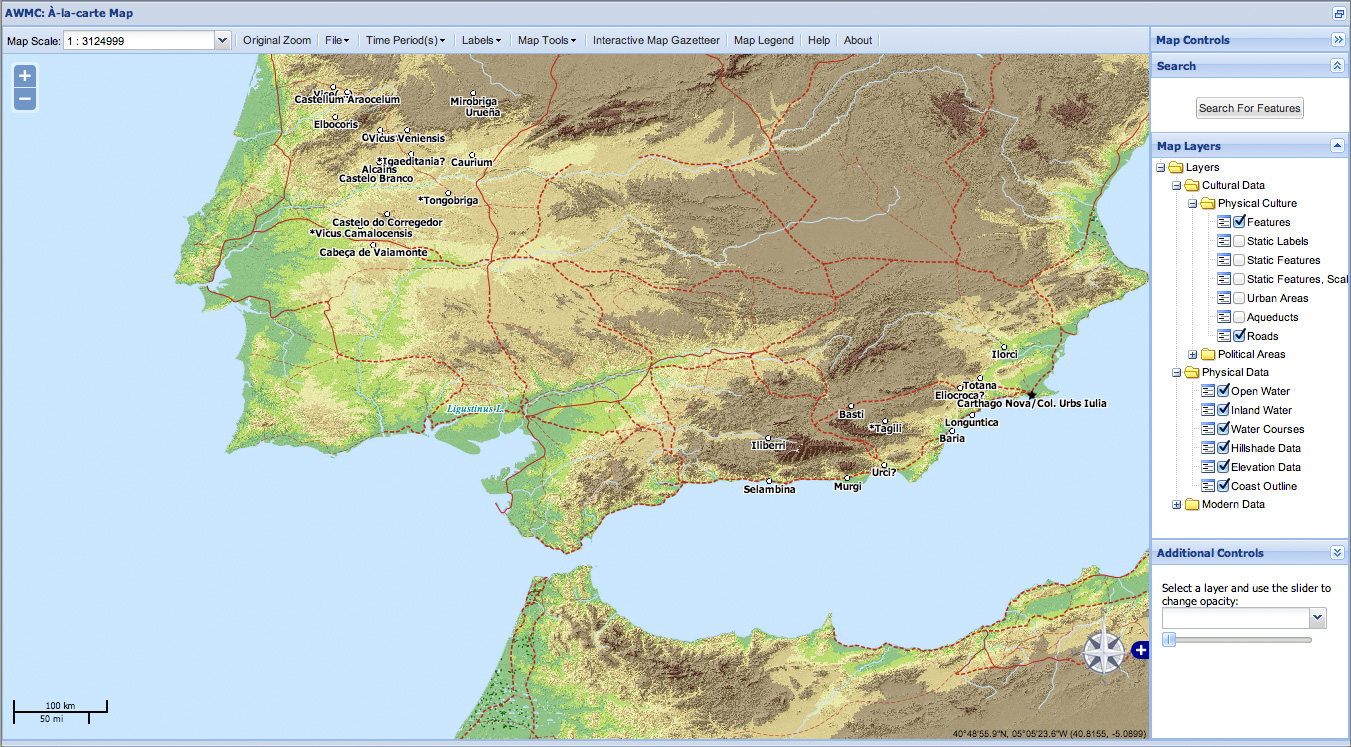 AWMC: À-la-carte Map
Map Scale: 1 : 3124999
Original Zoom
File
Time Period(s)
Labels
Map Tools
Interactive Map Gazetteer
Map Legend
Help
About
+
−
Castellum Araocelum
Mirobriga
Urueña
Elbocoris
Vicus Veniensis
*Igaeditania?
Caurium
Alcains
Castelo Branco
*Tongobriga
Castelo do Corregedor
*Vicus Camalocensis
Cabeça de Vaiamonte
Ilorci
Totana
Eliocroca?
Carthago Nova/Col. Urbs Iulia
Ligustinus L.
Basti
Longuntica
*Tagili
Baria
Iliberri
Urci?
Selambina
Murgi
100 km
50 mi
+
40°48'55.9"N, 05°05'23.6"W (40.8155, -5.0899)
Map Controls
Search
Search For Features
Map Layers
Layers
Cultural Data
Physical Culture
Features
Static Labels
Static Features
Static Features, Scal
Urban Areas
Aqueducts
Roads
Political Areas
Physical Data
Open Water
Inland Water
Water Courses
Hillshade Data
Elevation Data
Coast Outline
Modern Data
Additional Controls
Select a layer and use the slider to
change opacity: